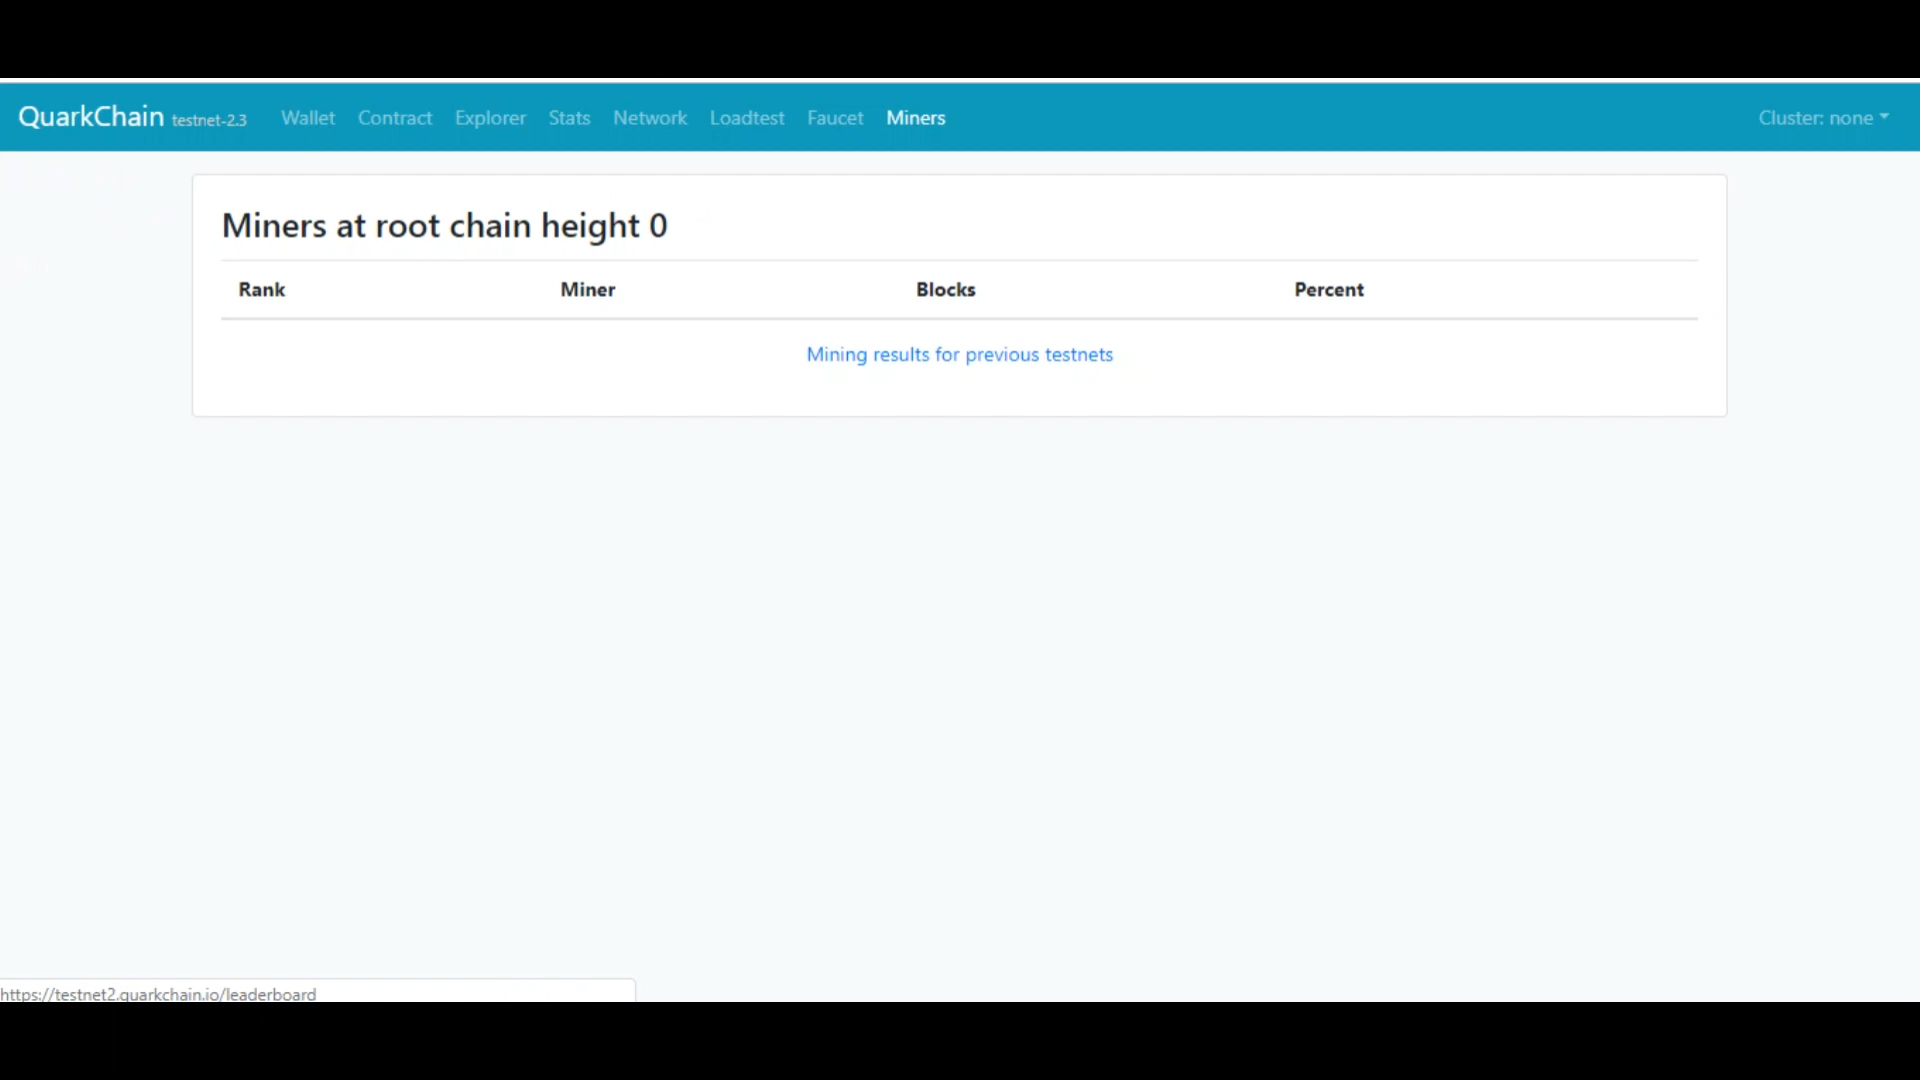 QuarkChain testnet-2.3 Wallet Contract Explorer Stats Network Loadtest Faucet Miners Cluster: none
Miners at root chain height 0
Rank Miner Blocks Percent
Mining results for previous testnets
https://testnet2.quarkchain.io/leaderboard